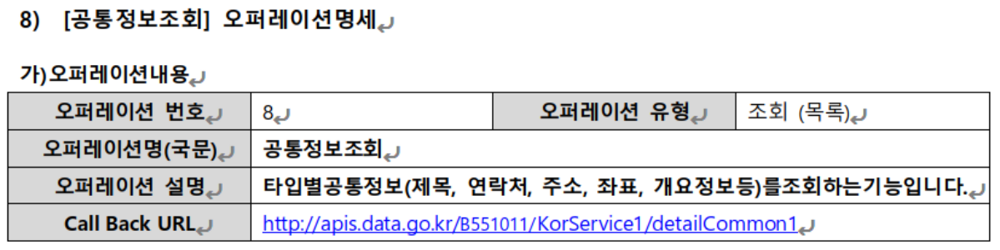 8) [공통정보조회] 오퍼레이션명세
가)오퍼레이션내용
오퍼레이션 번호 8 오퍼레이션 유형 조회 (목록)
오퍼레이션명(국문) 공통정보조회
오퍼레이션 설명 타입별공통정보(제목, 연락처, 주소, 좌표, 개요정보등)를조회하는기능입니다.
Call Back URL http://apis.data.go.kr/B551011/KorService1/detailCommon1